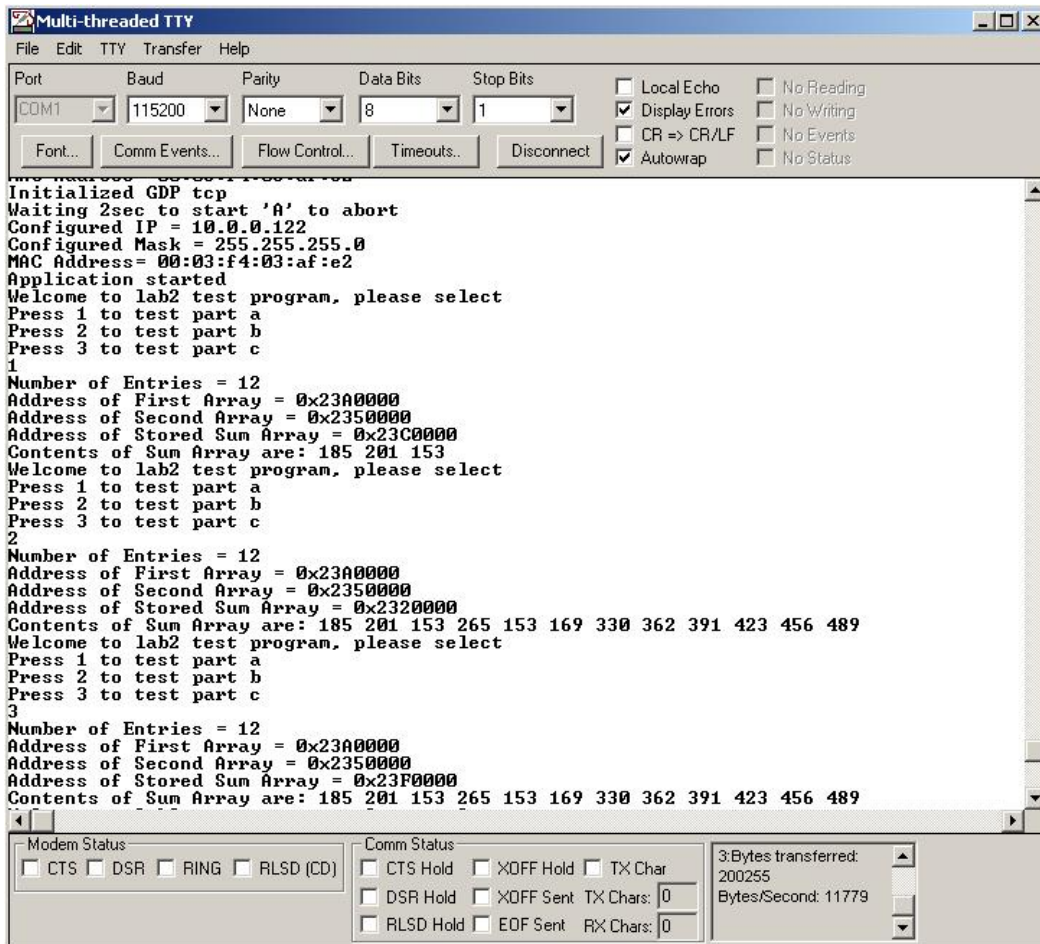 Multi-threaded TTY
File Edit TTY Transfer Help
Port Baud Parity Data Bits Stop Bits
COM1 115200 None 8 1
Font... Comm Events... Flow Control... Timeouts.. Disconnect
Local Echo No Reading
Display Errors No Writing
CR => CR/LF No Events
Autowrap No Status
Initialized GDP tcp
Waiting 2sec to start 'A' to abort
Configured IP = 10.0.0.122
Configured Mask = 255.255.255.0
MAC Address= 00:03:f4:03:af:e2
Application started
Welcome to lab2 test program, please select
Press 1 to test part a
Press 2 to test part b
Press 3 to test part c
1
Number of Entries = 12
Address of First Array = 0x23A0000
Address of Second Array = 0x2350000
Address of Stored Sum Array = 0x23C0000
Contents of Sum Array are: 185 201 153
Welcome to lab2 test program, please select
Press 1 to test part a
Press 2 to test part b
Press 3 to test part c
2
Number of Entries = 12
Address of First Array = 0x23A0000
Address of Second Array = 0x2350000
Address of Stored Sum Array = 0x2320000
Contents of Sum Array are: 185 201 153 265 153 169 330 362 391 423 456 489
Welcome to lab2 test program, please select
Press 1 to test part a
Press 2 to test part b
Press 3 to test part c
3
Number of Entries = 12
Address of First Array = 0x23A0000
Address of Second Array = 0x2350000
Address of Stored Sum Array = 0x23F0000
Contents of Sum Array are: 185 201 153 265 153 169 330 362 391 423 456 489
Modem Status
CTS DSR RING RLSD (CD)
Comm Status
CTS Hold XOFF Hold TX Char
DSR Hold XOFF Sent TX Chars: 0
RLSD Hold EOF Sent RX Chars: 0
3:Bytes transferred:
200255
Bytes/Second: 11779